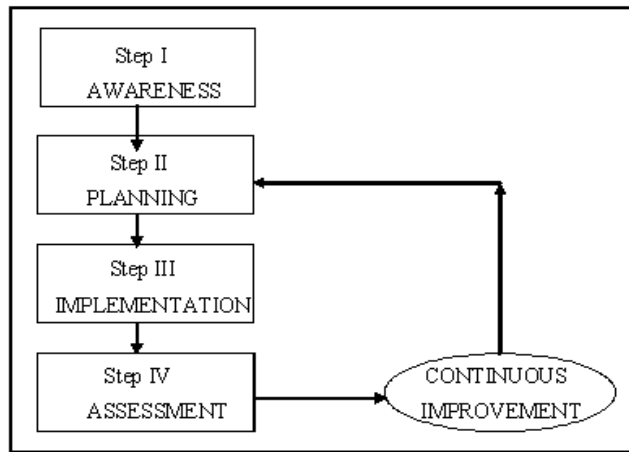 Step I
AWARENESS
Step II
PLANNING
Step III
IMPLEMENTATION
Step IV
ASSESSMENT
CONTINUOUS
IMPROVEMENT